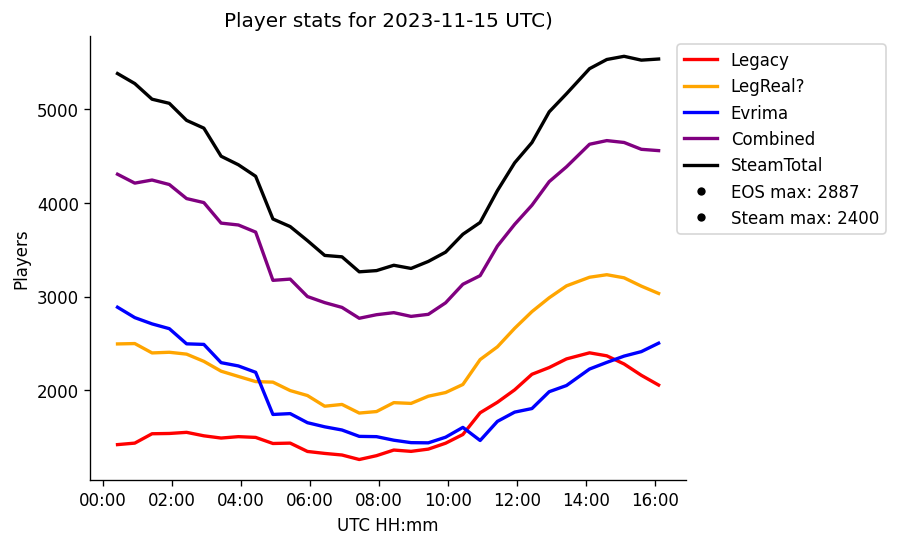 Player stats for 2023-11-15 UTC)
Legacy
LegReal?
Evrima
Combined
SteamTotal
EOS max: 2887
Steam max: 2400
Players
5000
4000
3000
2000
00:00 02:00 04:00 06:00 08:00 10:00 12:00 14:00 16:00
UTC HH:mm